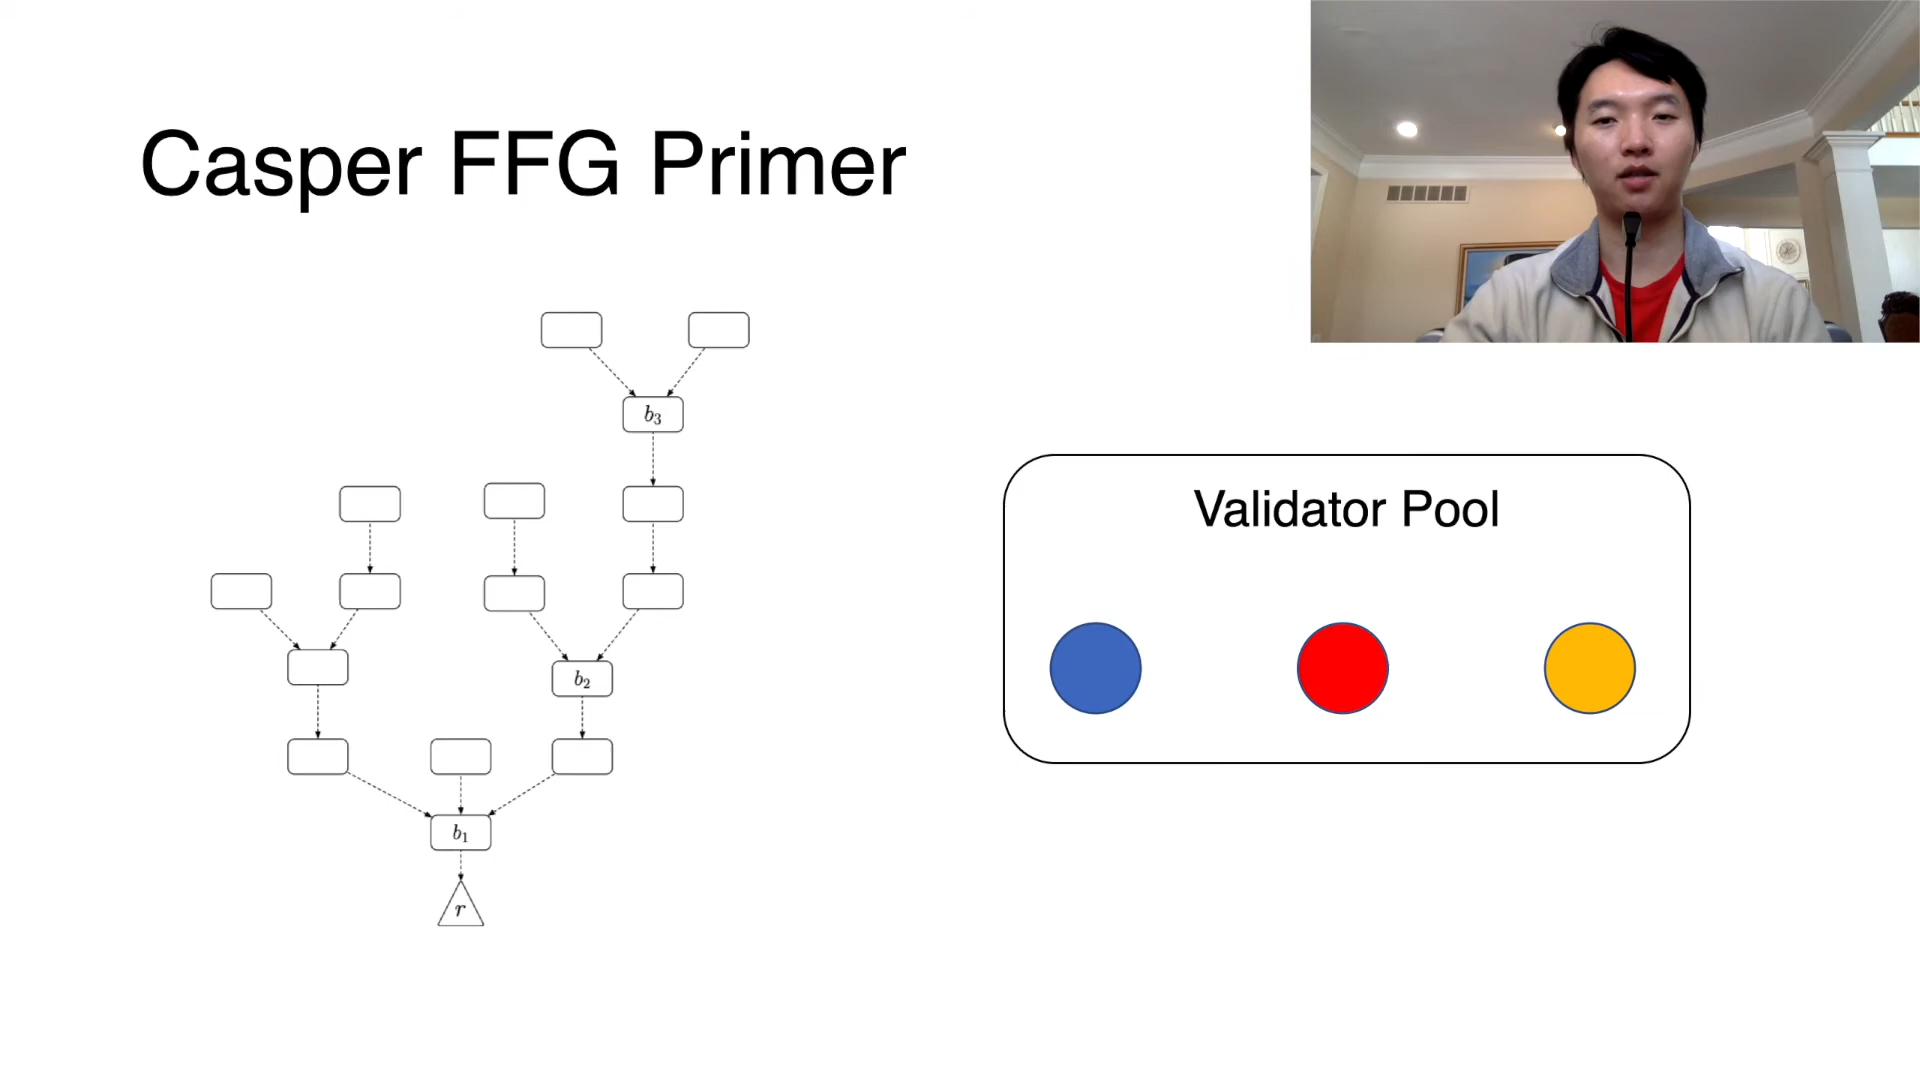 Casper FFG Primer
b₃
Validator Pool
b₂
b₁
r